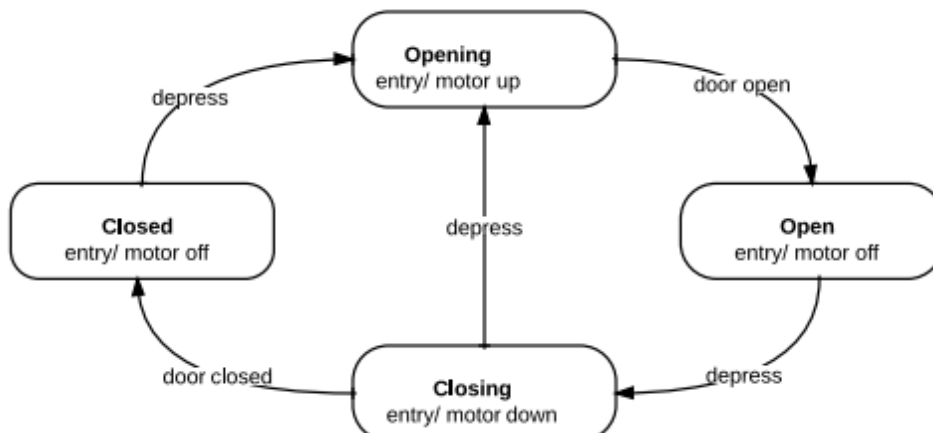 Opening
entry/ motor up
depress
door open
Closed
entry/ motor off
depress
Open
entry/ motor off
door closed
depress
Closing
entry/ motor down